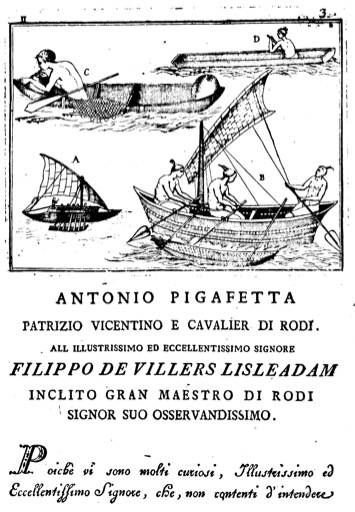 II 3.
C D
A B
ANTONIO PIGAFETTA
PATRIZIO VICENTINO E CAVALIER DI RODI.
ALL ILLUSTRISSIMO ED ECCELLENTISSIMO SIGNORE
FILIPPO DE VILLERS LISLEADAM
INCLITO GRAN MAESTRO DI RODI
SIGNOR SUO OSSERVANDISSIMO.
Poichè vi sono molti curiosi, Illustrissimo ed
Eccellentissimo Signore, che, non contenti d'intendere